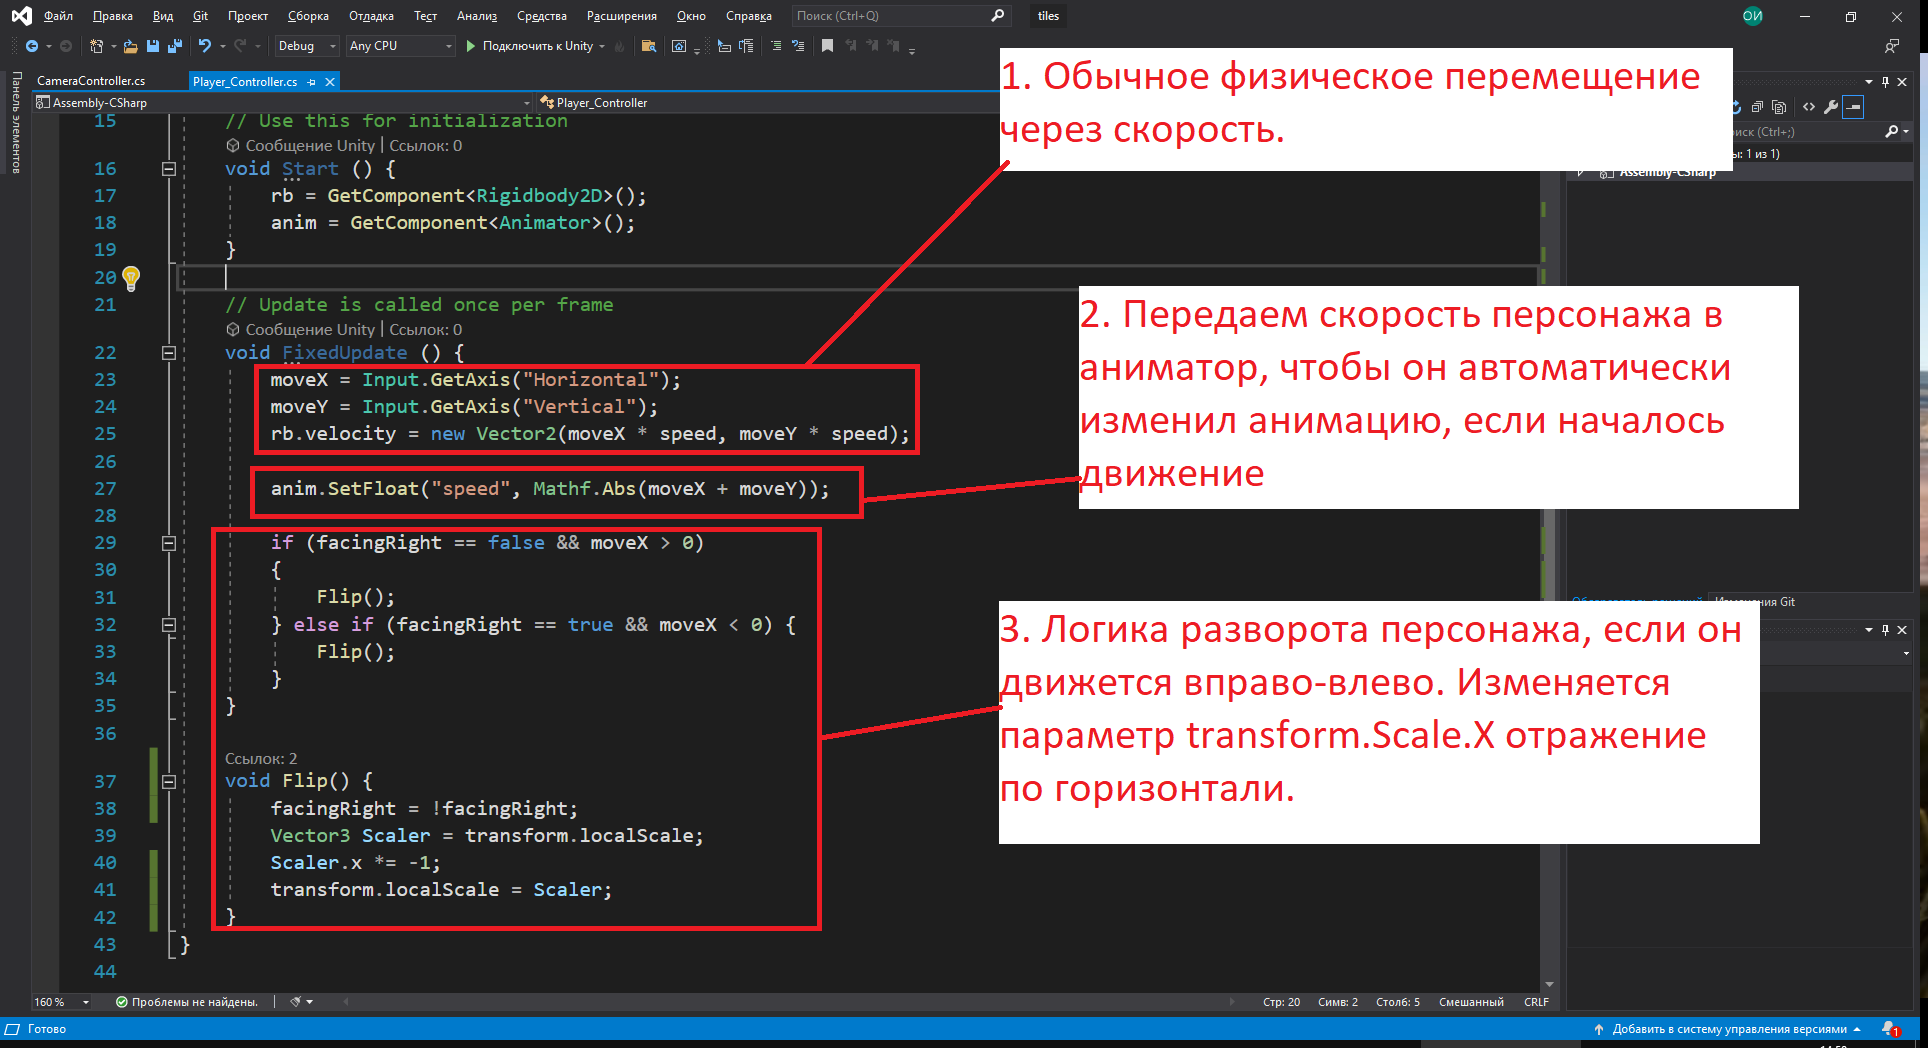 Файл Правка Вид Git Проект Сборка Отладка Тест Анализ Средства Расширения Окно Справка Поиск (Ctrl+Q) tiles ОИ
Debug Any CPU Подключить к Unity
Панель элементов
CameraController.cs Player_Controller.cs
Assembly-CSharp Player_Controller
1. Обычное физическое перемещение
через скорость.
15 // Use this for initialization
Сообщение Unity | Ссылок: 0
16 void Start () {
17 rb = GetComponent<Rigidbody2D>();
18 anim = GetComponent<Animator>();
19 }
20
21 // Update is called once per frame
Сообщение Unity | Ссылок: 0
22 void FixedUpdate () {
23 moveX = Input.GetAxis("Horizontal");
24 moveY = Input.GetAxis("Vertical");
25 rb.velocity = new Vector2(moveX * speed, moveY * speed);
26
27 anim.SetFloat("speed", Mathf.Abs(moveX + moveY));
28
29 if (facingRight == false && moveX > 0)
30 {
31 Flip();
32 } else if (facingRight == true && moveX < 0) {
33 Flip();
34 }
35 }
36
Ссылок: 2
37 void Flip() {
38 facingRight = !facingRight;
39 Vector3 Scaler = transform.localScale;
40 Scaler.x *= -1;
41 transform.localScale = Scaler;
42 }
43 }
44
(Ctrl+;)
1 из 1)
Assembly-CSharp
2. Передаем скорость персонажа в
аниматор, чтобы он автоматически
изменил анимацию, если началось
движение
Git
3. Логика разворота персонажа, если он
движется вправо-влево. Изменяется
параметр transform.Scale.X отражение
по горизонтали.
160 % Проблемы не найдены. Стр: 20 Симв: 2 Столб: 5 Смешанный CRLF
Готово Добавить в систему управления версиями 1